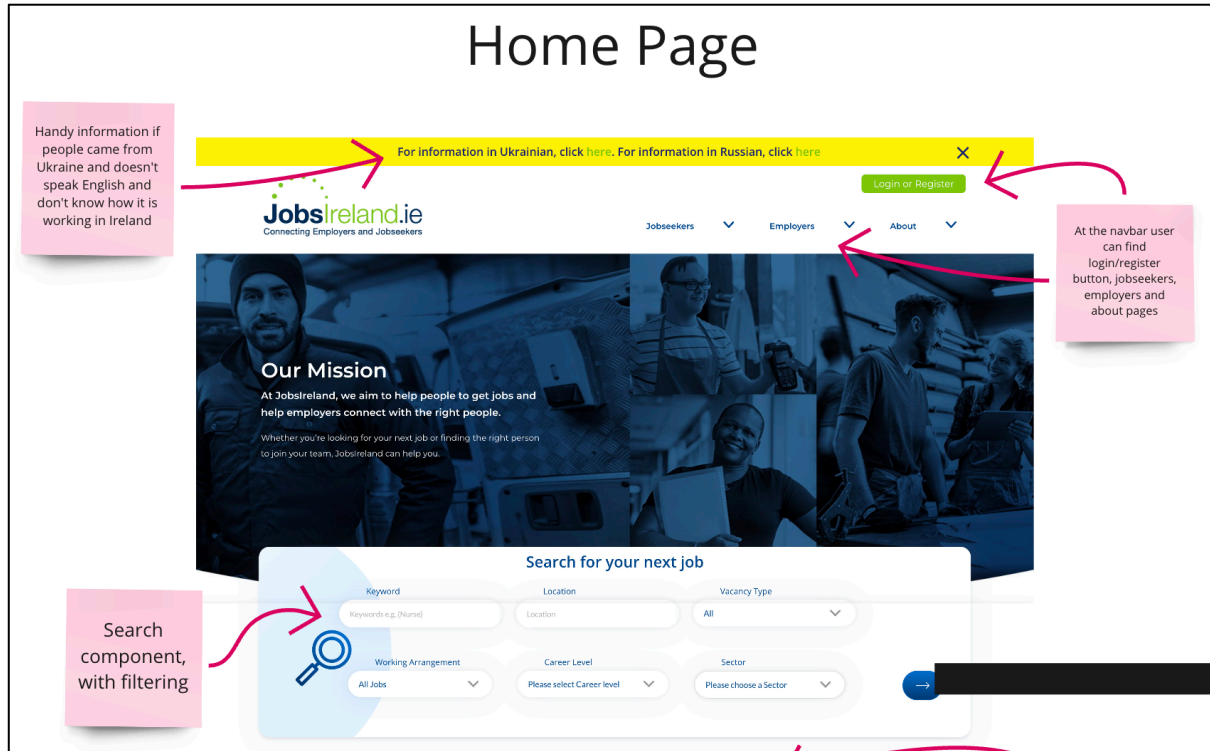 Home Page
Handy information if
people came from
Ukraine and doesn't
speak English and
don't know how it is
working in Ireland
For information in Ukrainian, click here. For information in Russian, click here
Login or Register
JobsIreland.ie
Connecting Employers and Jobseekers
Jobseekers
Employers
About
At the navbar user
can find
login/register
button, jobseekers,
employers and
about pages
Our Mission
At JobsIreland, we aim to help people to get jobs and
help employers connect with the right people.
Whether you're looking for your next job or finding the right person
to join your team, JobsIreland can help you.
Search for your next job
Keyword
Location
Vacancy Type
Keywords e.g. (Nurse)
Location
All
Search
component,
with filtering
Working Arrangement
Career Level
Sector
All Jobs
Please select Career level
Please choose a Sector